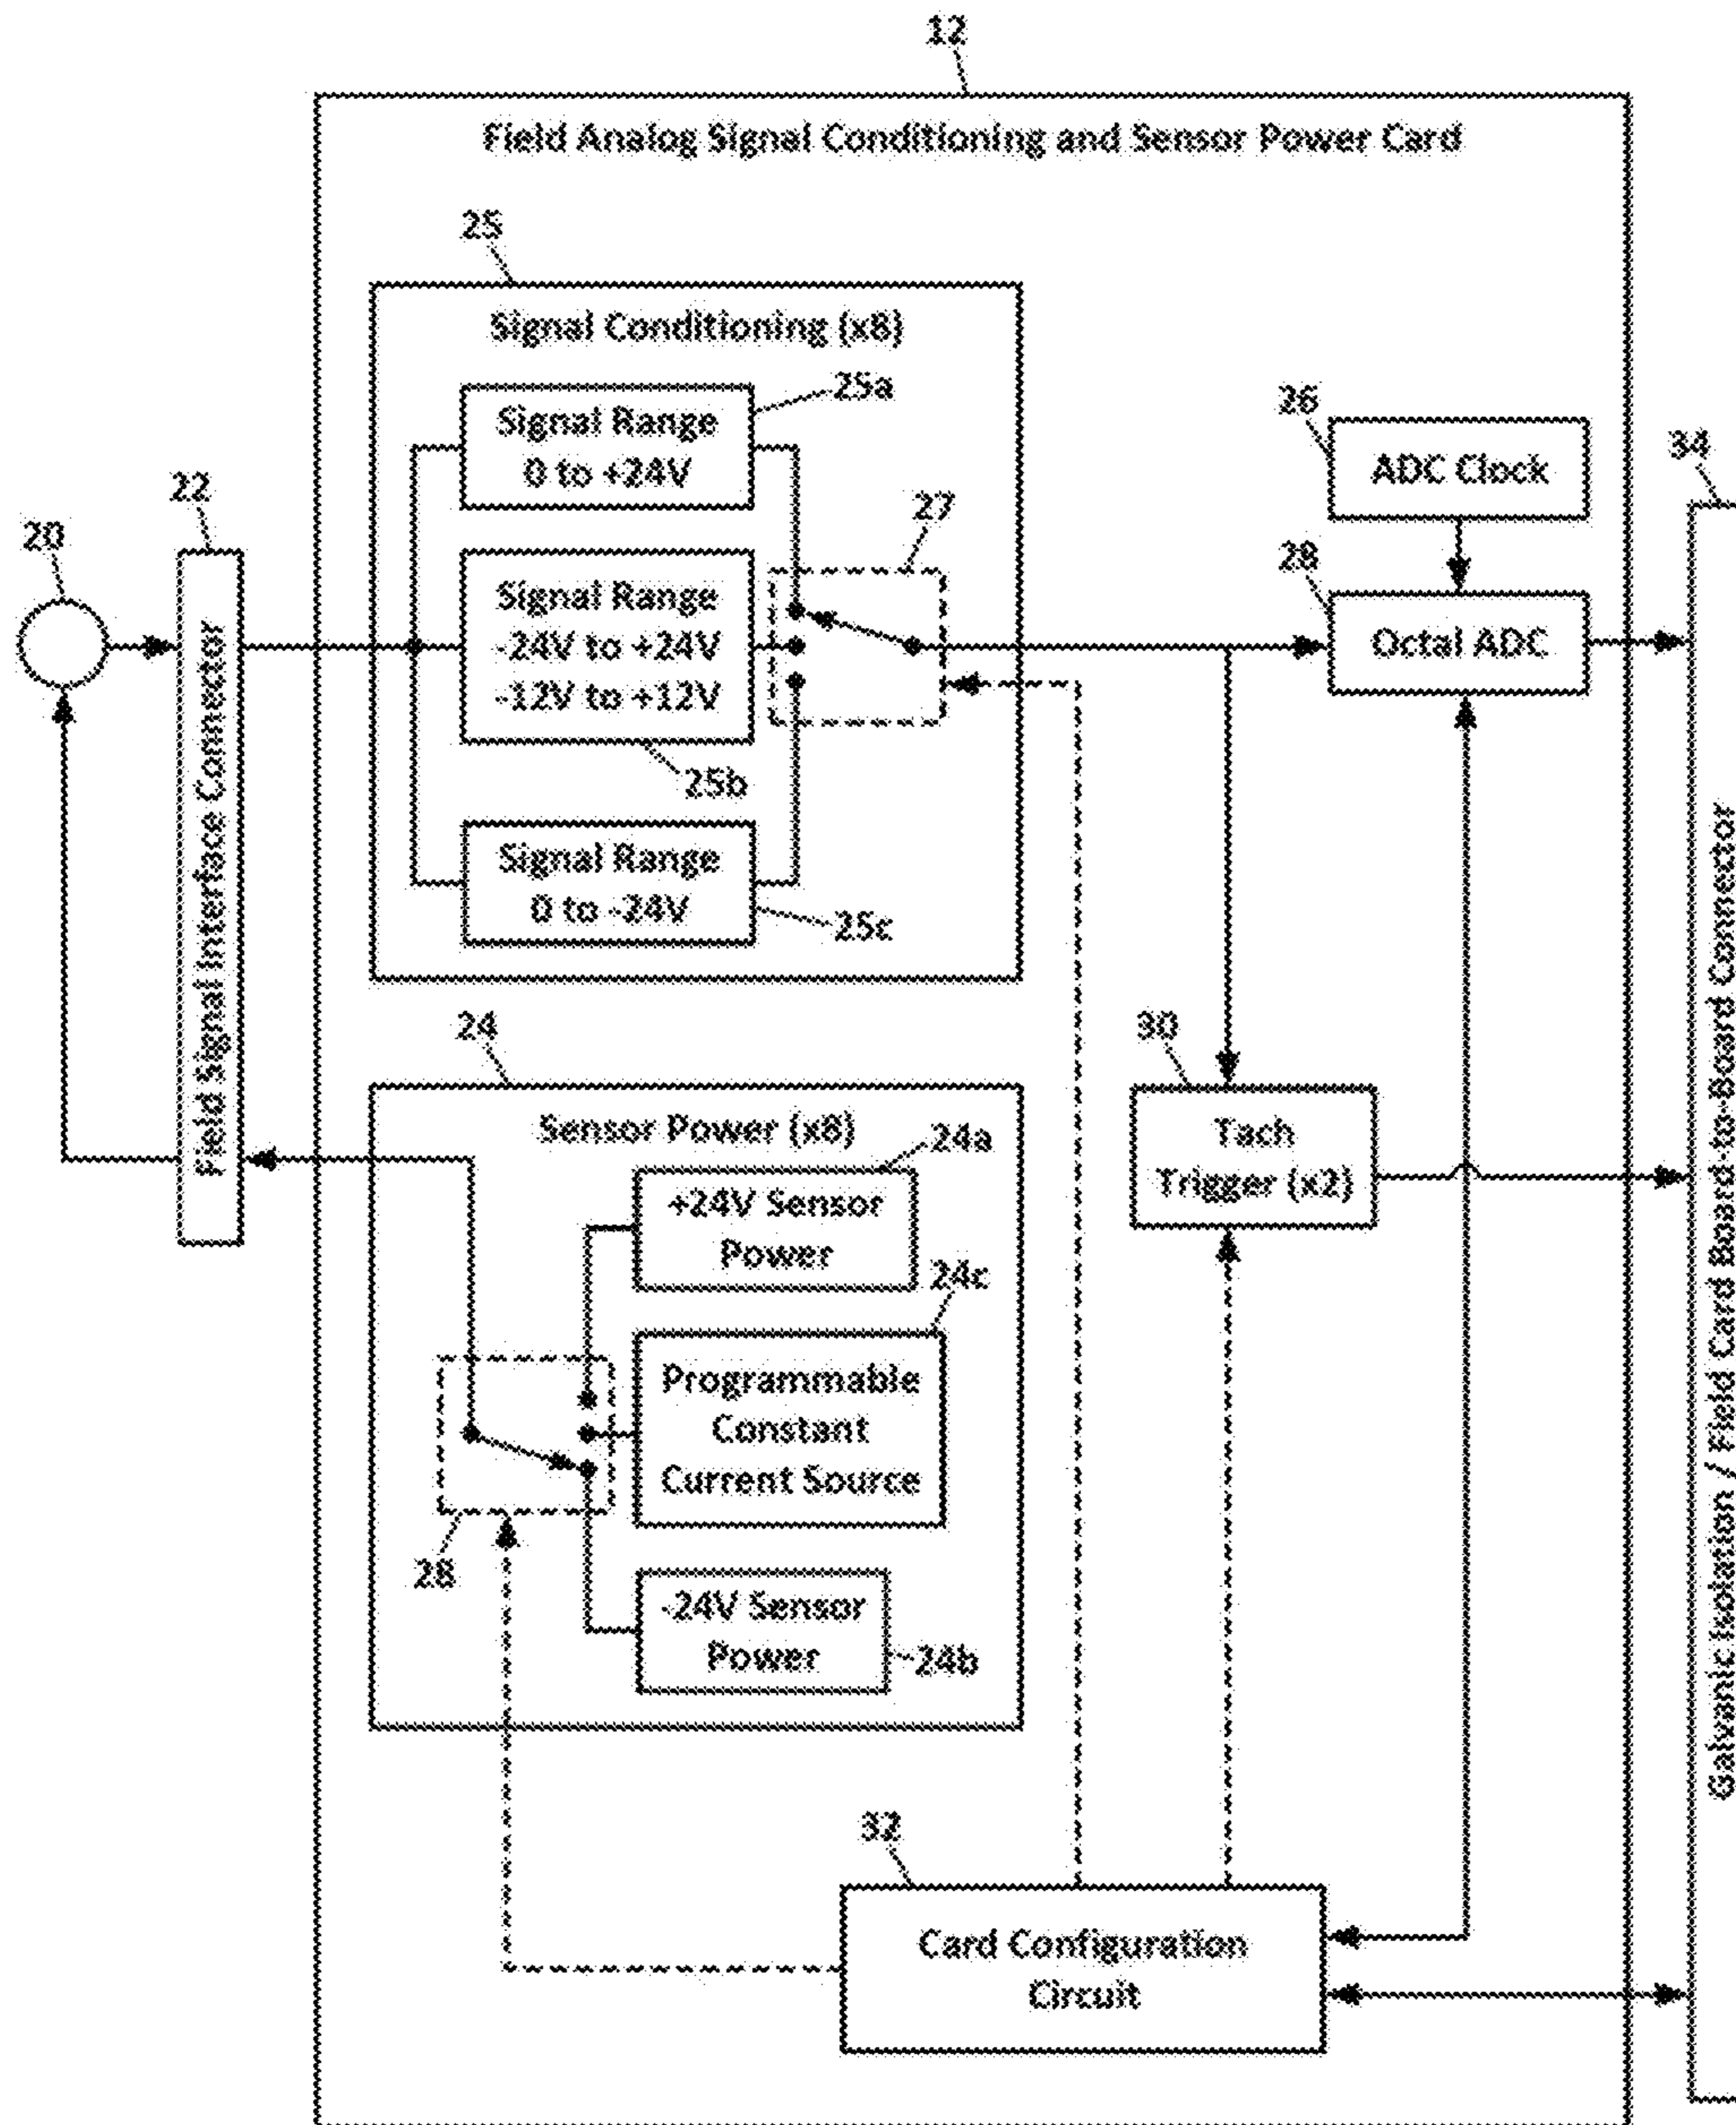 12
Field Analog Signal Conditioning and Sensor Power Card
25
Signal Conditioning (x8)
25a
Signal Range
0 to +24V
26
ADC Clock
34
22
27
20
28
Signal Range
-24V to +24V
-12V to +12V
Octal ADC
25b
Signal Range
0 to -24V
25c
Field Signal Interface Connector
24
30
Sensor Power (x8)
24a
+24V Sensor
Power
Tach
Trigger (x2)
24c
Programmable
Constant
Current Source
28
-24V Sensor
Power
24b
Galvanic Isolation / Field Card Board-to-Board Connector
32
Card Configuration
Circuit